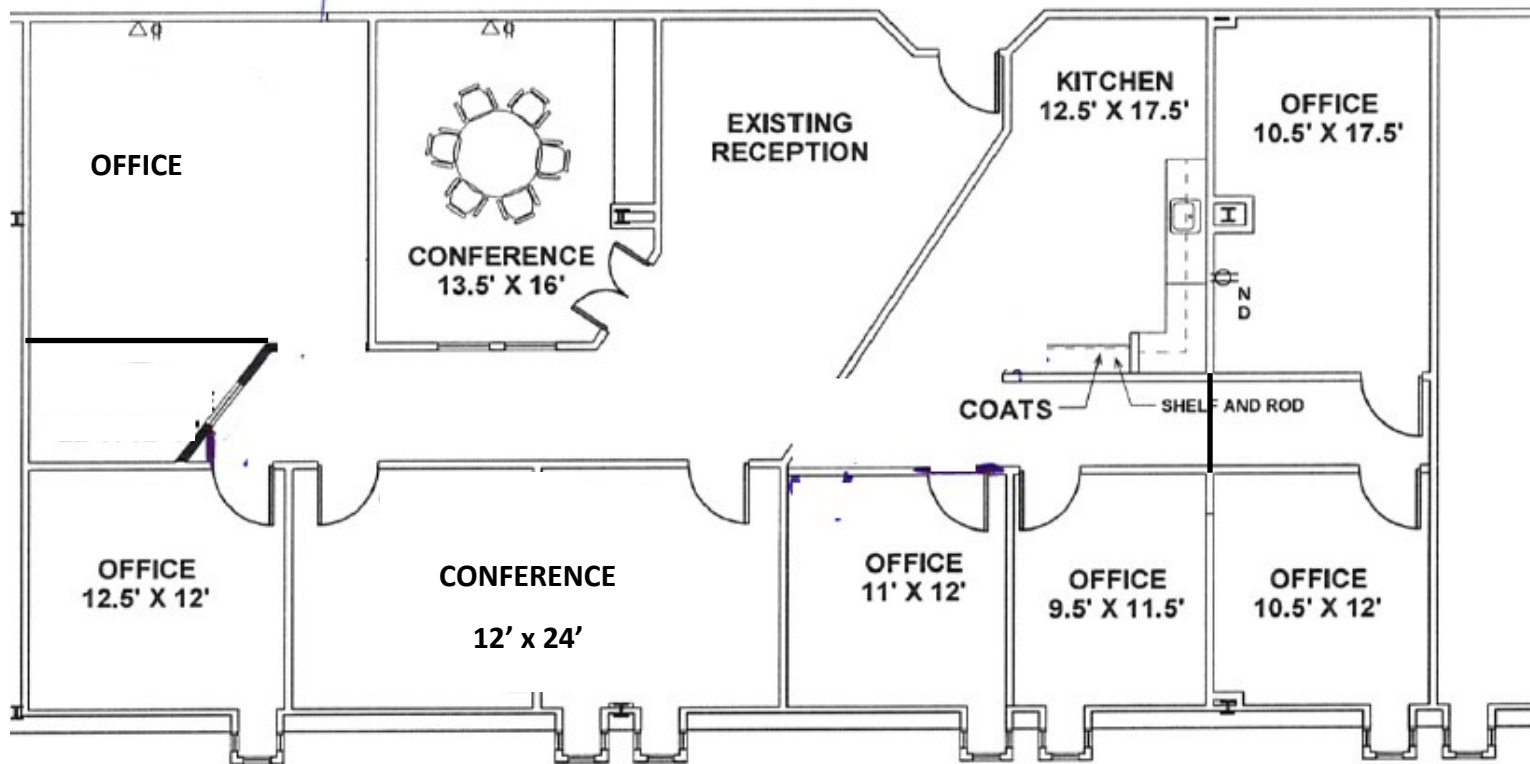 OFFICE
CONFERENCE
13.5' X 16'
EXISTING
RECEPTION
KITCHEN
12.5' X 17.5'
OFFICE
10.5' X 17.5'
N
D
COATS
SHELF AND ROD
OFFICE
12.5' X 12'
CONFERENCE
12’ x 24’
OFFICE
11' X 12'
OFFICE
9.5' X 11.5'
OFFICE
10.5' X 12'